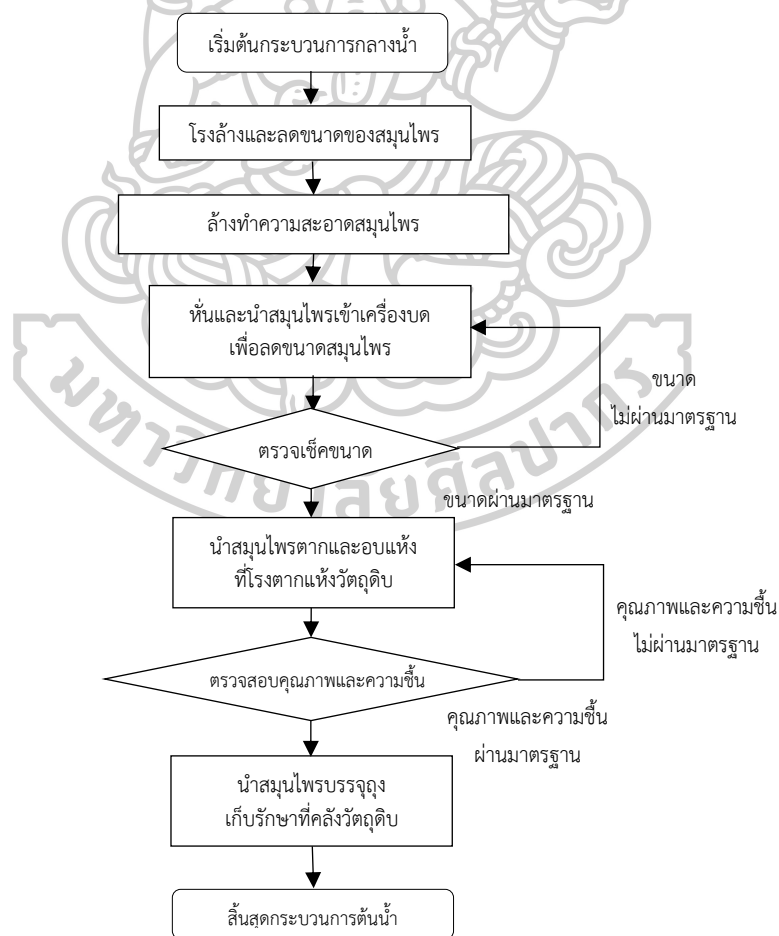 เริ่มต้นกระบวนการกลางน้ำ
โรงล้างและลดขนาดของสมุนไพร
ล้างทำความสะอาดสมุนไพร
หั่นและนำสมุนไพรเข้าเครื่องบด
เพื่อลดขนาดสมุนไพร
ขนาด
ไม่ผ่านมาตรฐาน
ตรวจเช็คขนาด
ขนาดผ่านมาตรฐาน
นำสมุนไพรตากและอบแห้ง
ที่โรงตากแห้งวัตถุดิบ
คุณภาพและความชื้น
ไม่ผ่านมาตรฐาน
ตรวจสอบคุณภาพและความชื้น
คุณภาพและความชื้น
ผ่านมาตรฐาน
นำสมุนไพรบรรจุถุง
เก็บรักษาที่คลังวัตถุดิบ
สิ้นสุดกระบวนการต้นน้ำ
มหาวิทยาลัยศิลปากร